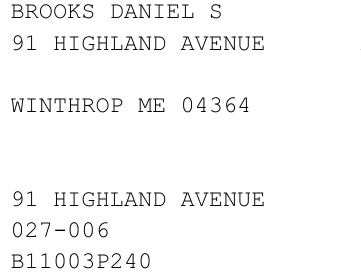 BROOKS DANIEL S
91 HIGHLAND AVENUE
WINTHROP ME 04364
91 HIGHLAND AVENUE
027-006
B11003P240